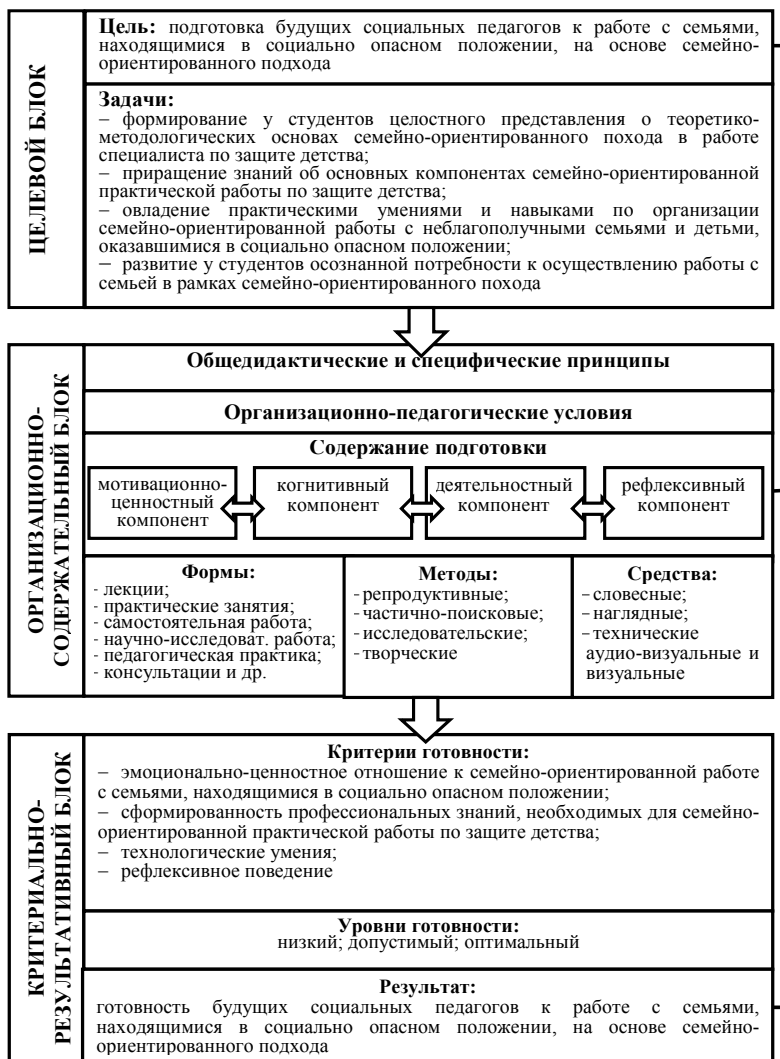 ЦЕЛЕВОЙ БЛОК
Цель: подготовка будущих социальных педагогов к работе с семьями,
находящимися в социально опасном положении, на основе семейно-
ориентированного подхода
Задачи:
– формирование у студентов целостного представления о теоретико-
методологических основах семейно-ориентированного похода в работе
специалиста по защите детства;
– приращение знаний об основных компонентах семейно-ориентированной
практической работы по защите детства;
– овладение практическими умениями и навыками по организации
семейно-ориентированной работы с неблагополучными семьями и детьми,
оказавшимися в социально опасном положении;
– развитие у студентов осознанной потребности к осуществлению работы с
семьей в рамках семейно-ориентированного похода
ОРГАНИЗАЦИОННО-
СОДЕРЖАТЕЛЬНЫЙ БЛОК
Общедидактические и специфические принципы
Организационно-педагогические условия
Содержание подготовки
мотивационно-
ценностный
компонент
когнитивный
компонент
деятельностный
компонент
рефлексивный
компонент
Формы:
- лекции;
- практические занятия;
- самостоятельная работа;
- научно-исследоват. работа;
- педагогическая практика;
- консультации и др.
Методы:
- репродуктивные;
- частично-поисковые;
- исследовательские;
- творческие
Средства:
- словесные;
- наглядные;
- технические
аудио-визуальные и
визуальные
КРИТЕРИАЛЬНО-
РЕЗУЛЬТАТИВНЫЙ БЛОК
Критерии готовности:
– эмоционально-ценностное отношение к семейно-ориентированной работе
с семьями, находящимися в социально опасном положении;
– сформированность профессиональных знаний, необходимых для семейно-
ориентированной практической работы по защите детства;
– технологические умения;
– рефлексивное поведение
Уровни готовности:
низкий; допустимый; оптимальный
Результат:
готовность будущих социальных педагогов к работе с семьями,
находящимися в социально опасном положении, на основе семейно-
ориентированного подхода